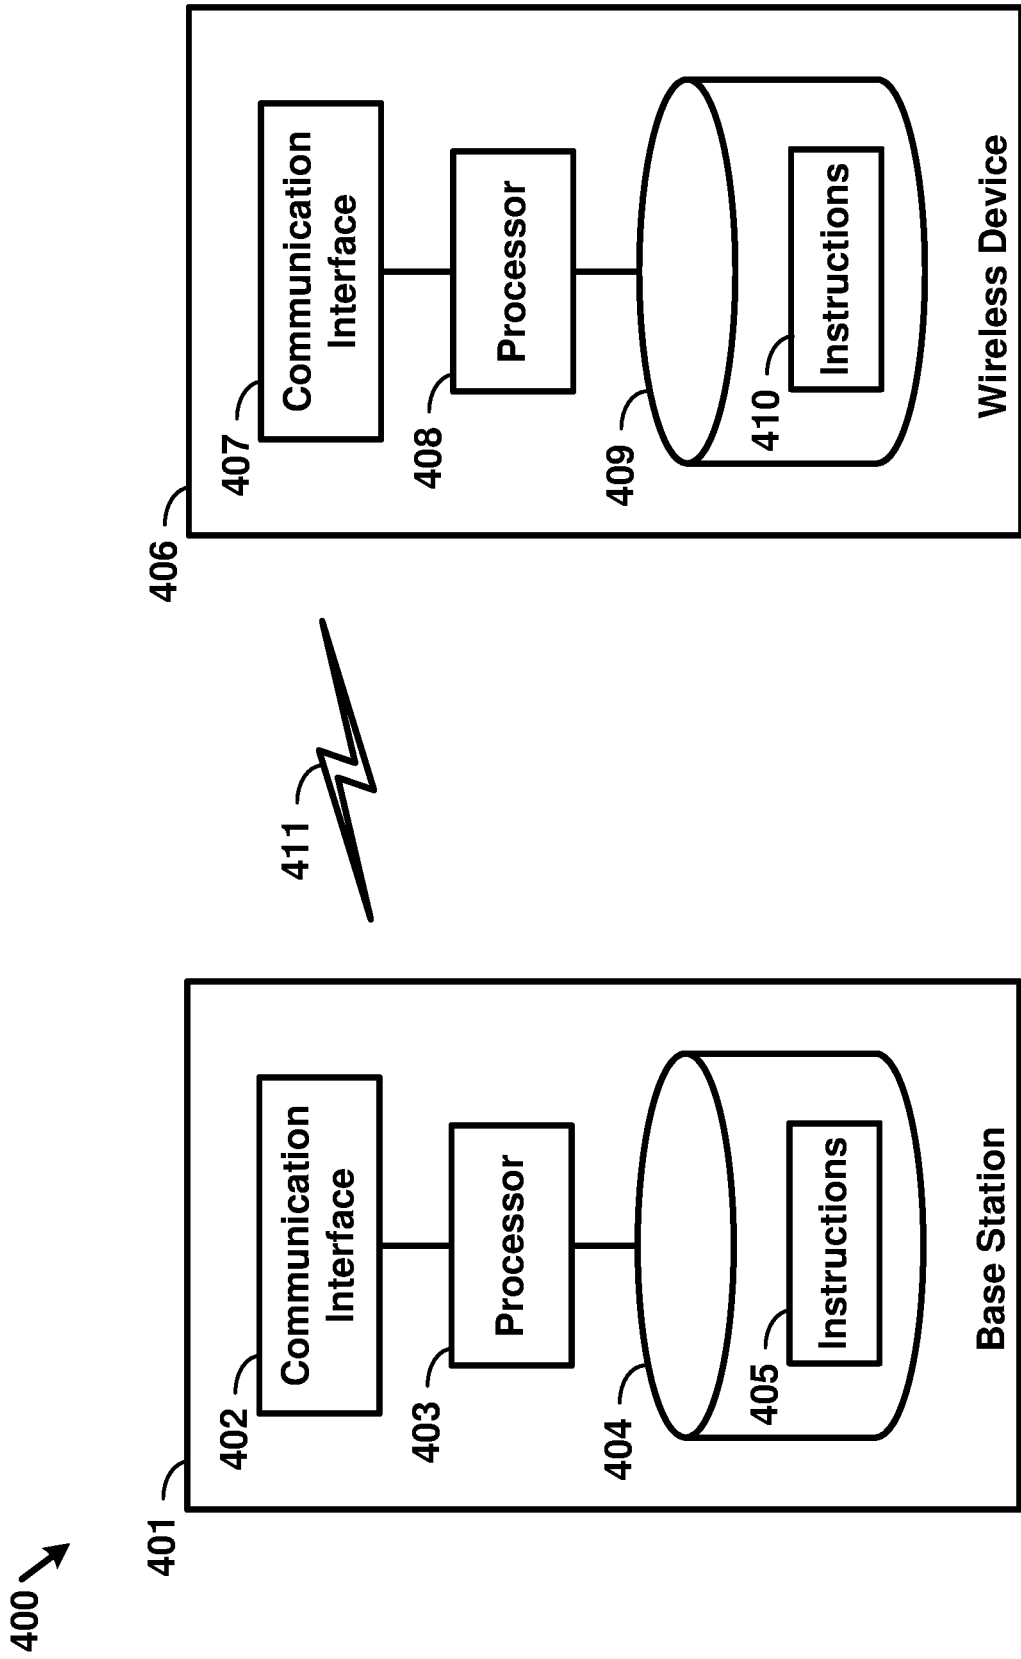 400
401
402
Communication
Interface
403
Processor
404
405
Instructions
Base Station
411
406
407
Communication
Interface
408
Processor
409
410
Instructions
Wireless Device